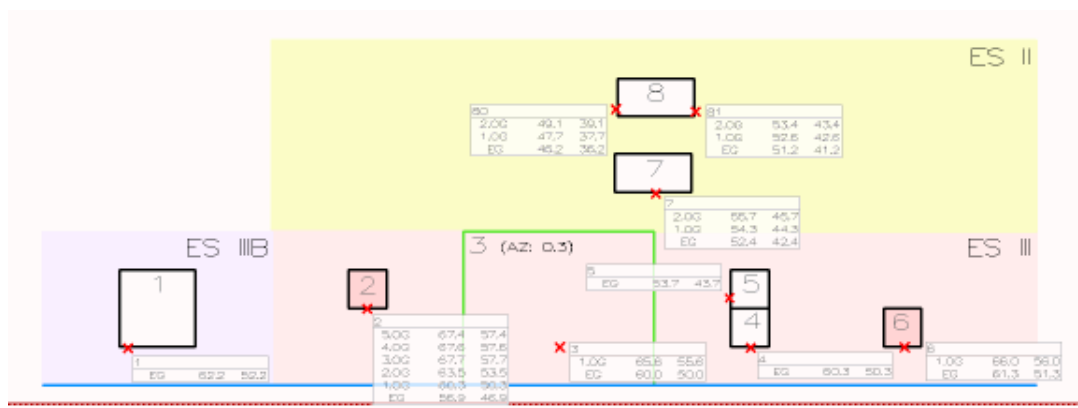 ES II
8
80
2.OG 49.1 39.1
1.OG 47.7 37.7
EG 46.2 36.2
81
2.OG 53.4 43.4
1.OG 52.6 42.6
EG 51.2 41.2
7
7
2.OG 55.7 45.7
1.OG 54.3 44.3
EG 52.4 42.4
ES IIIB
3 (AZ: 0.3)
ES III
1
2
5
EG 53.7 43.7
5
4
6
2
5.OG 67.4 57.4
4.OG 67.6 57.6
3.OG 67.7 57.7
2.OG 63.5 53.5
1.OG 60.3 50.3
EG 56.9 46.9
1
EG 62.2 52.2
3
1.OG 65.6 55.6
EG 60.0 50.0
4
EG 60.3 50.3
6
1.OG 66.0 56.0
EG 61.3 51.3